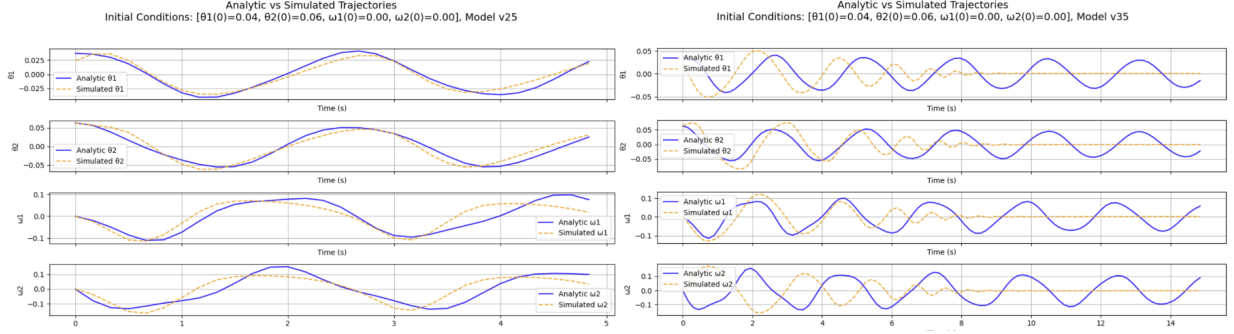 Analytic vs Simulated Trajectories
Initial Conditions: [θ1(0)=0.04, θ2(0)=0.06, ω1(0)=0.00, ω2(0)=0.00], Model v25
θ1
0.025
0.000
−0.025
Analytic θ1
Simulated θ1
Time (s)
θ2
0.05
0.00
−0.05
Analytic θ2
Simulated θ2
Time (s)
ω1
0.1
0.0
−0.1
Analytic ω1
Simulated ω1
Time (s)
ω2
0.1
0.0
−0.1
Analytic ω2
Simulated ω2
0 1 2 3 4 5
Analytic vs Simulated Trajectories
Initial Conditions: [θ1(0)=0.04, θ2(0)=0.06, ω1(0)=0.00, ω2(0)=0.00], Model v35
θ1
0.05
0.00
−0.05
Analytic θ1
Simulated θ1
Time (s)
θ2
0.05
0.00
−0.05
Analytic θ2
Simulated θ2
Time (s)
ω1
0.1
0.0
−0.1
Analytic ω1
Simulated ω1
Time (s)
ω2
0.1
0.0
−0.1
Analytic ω2
Simulated ω2
0 2 4 6 8 10 12 14